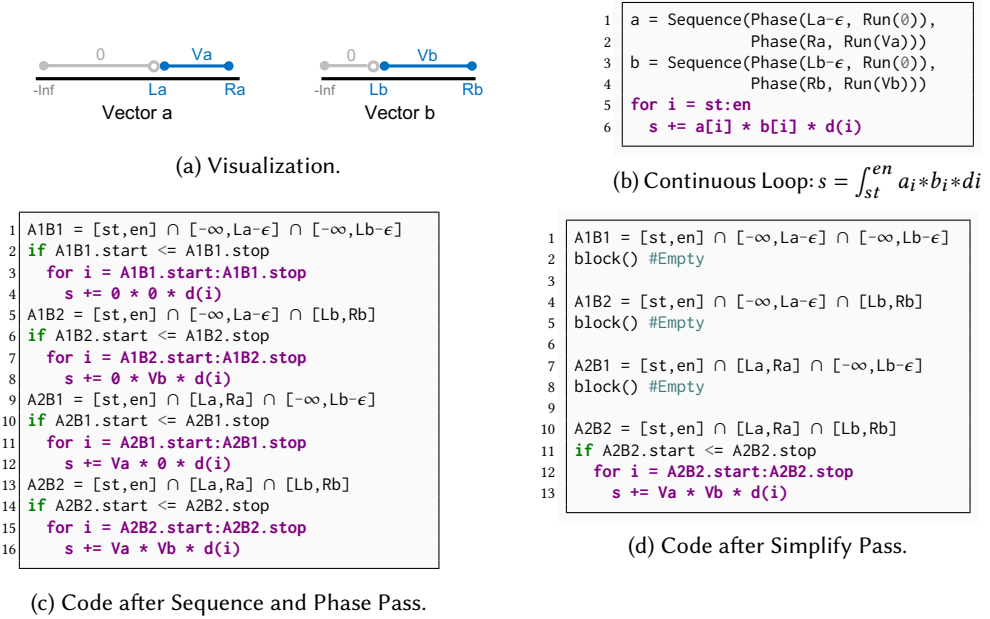 0
Va
-Inf
La
Ra
Vector a
0
Vb
-Inf
Lb
Rb
Vector b
(a) Visualization.
1 a = Sequence(Phase(La-ϵ, Run(0)),
2 Phase(Ra, Run(Va)))
3 b = Sequence(Phase(Lb-ϵ, Run(0)),
4 Phase(Rb, Run(Vb)))
5 for i = st:en
6 s += a[i] * b[i] * d(i)
(b) Continuous Loop: s = ∫_{st}^{en} a_i * b_i * di
1 A1B1 = [st,en] ∩ [-∞,La-ϵ] ∩ [-∞,Lb-ϵ]
2 if A1B1.start <= A1B1.stop
3 for i = A1B1.start:A1B1.stop
4 s += 0 * 0 * d(i)
5 A1B2 = [st,en] ∩ [-∞,La-ϵ] ∩ [Lb,Rb]
6 if A1B2.start <= A1B2.stop
7 for i = A1B2.start:A1B2.stop
8 s += 0 * Vb * d(i)
9 A2B1 = [st,en] ∩ [La,Ra] ∩ [-∞,Lb-ϵ]
10 if A2B1.start <= A2B1.stop
11 for i = A2B1.start:A2B1.stop
12 s += Va * 0 * d(i)
13 A2B2 = [st,en] ∩ [La,Ra] ∩ [Lb,Rb]
14 if A2B2.start <= A2B2.stop
15 for i = A2B2.start:A2B2.stop
16 s += Va * Vb * d(i)
(c) Code after Sequence and Phase Pass.
1 A1B1 = [st,en] ∩ [-∞,La-ϵ] ∩ [-∞,Lb-ϵ]
2 block() #Empty
3
4 A1B2 = [st,en] ∩ [-∞,La-ϵ] ∩ [Lb,Rb]
5 block() #Empty
6
7 A2B1 = [st,en] ∩ [La,Ra] ∩ [-∞,Lb-ϵ]
8 block() #Empty
9
10 A2B2 = [st,en] ∩ [La,Ra] ∩ [Lb,Rb]
11 if A2B2.start <= A2B2.stop
12 for i = A2B2.start:A2B2.stop
13 s += Va * Vb * d(i)
(d) Code after Simplify Pass.